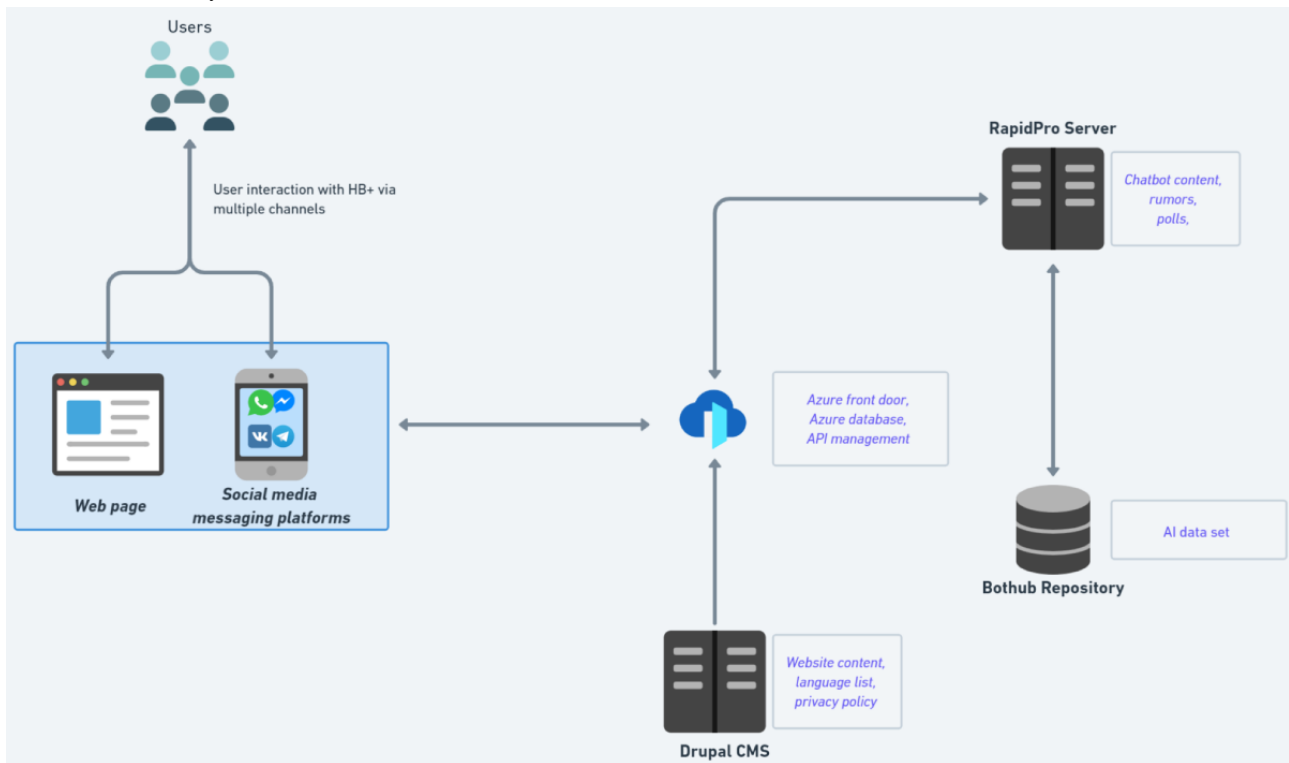 Users
User interaction with HB+ via
multiple channels
Web page
Social media
messaging platforms
RapidPro Server
Chatbot content,
rumors,
polls,
Azure front door,
Azure database,
API management
AI data set
Bothub Repository
Website content,
language list,
privacy policy
Drupal CMS